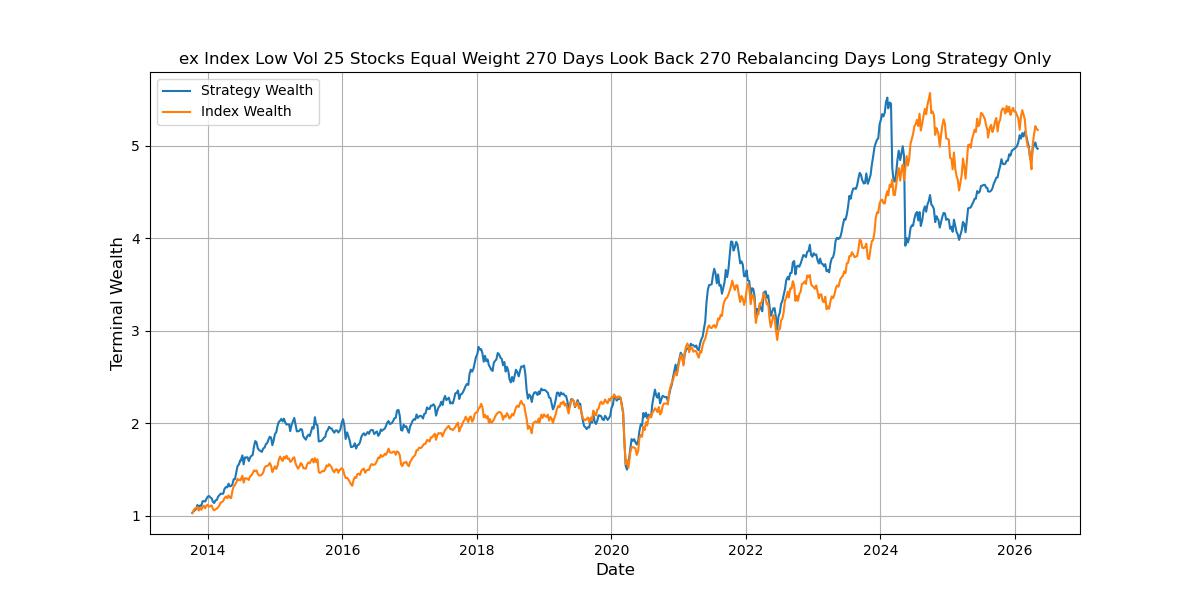 ex Index Low Vol 25 Stocks Equal Weight 270 Days Look Back 270 Rebalancing Days Long Strategy Only
Strategy Wealth
Index Wealth
Terminal Wealth
5
4
3
2
1
2014 2016 2018 2020 2022 2024 2026
Date